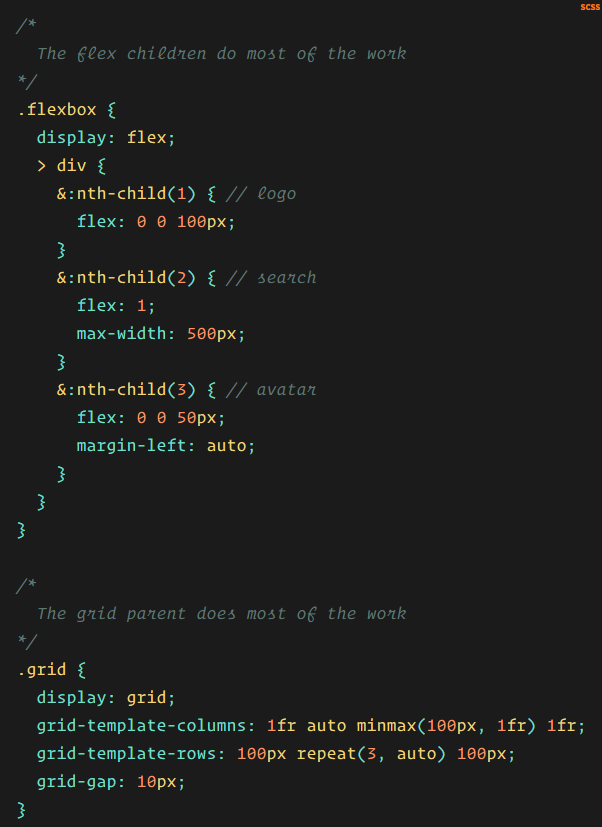 scss
/*
  The flex children do most of the work
*/
.flexbox {
  display: flex;
  > div {
    &:nth-child(1) { // logo
      flex: 0 0 100px;
    }
    &:nth-child(2) { // search
      flex: 1;
      max-width: 500px;
    }
    &:nth-child(3) { // avatar
      flex: 0 0 50px;
      margin-left: auto;
    }
  }
}

/*
  The grid parent does most of the work
*/
.grid {
  display: grid;
  grid-template-columns: 1fr auto minmax(100px, 1fr) 1fr;
  grid-template-rows: 100px repeat(3, auto) 100px;
  grid-gap: 10px;
}